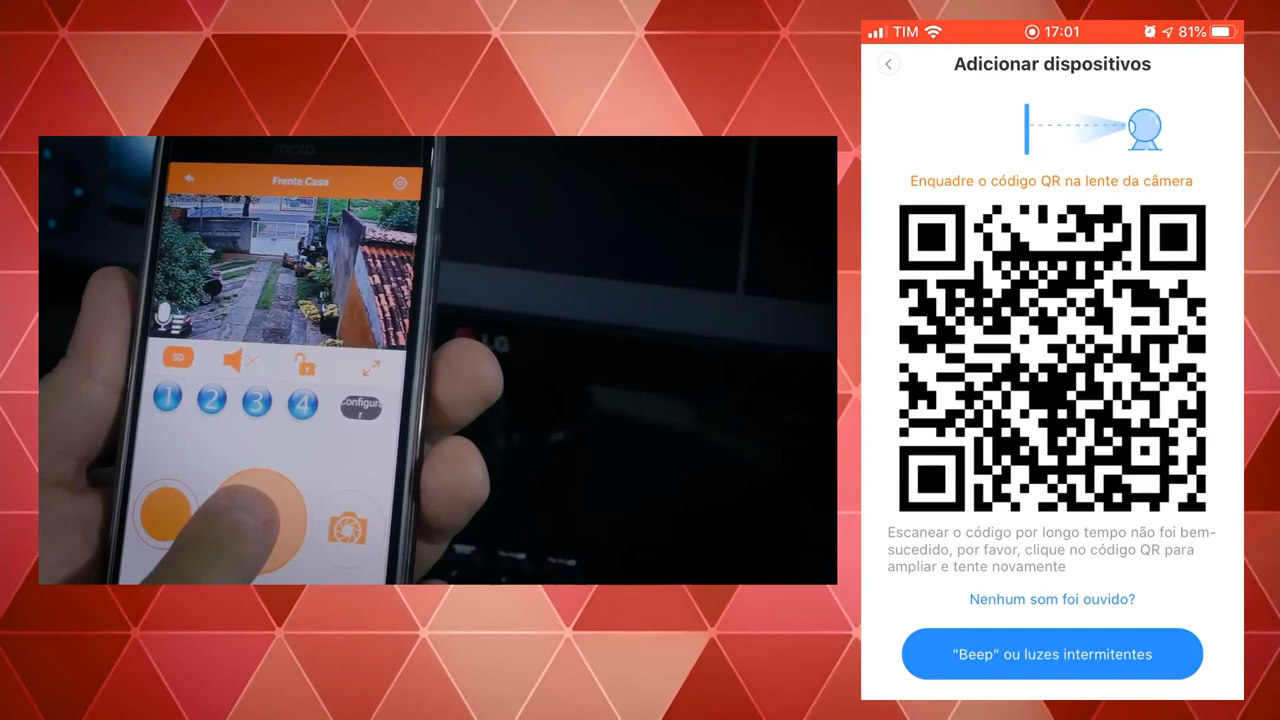 Frente Casa
SD
1 2 3 4
Configura
r
LG
TIM 17:01 81%
Adicionar dispositivos
Enquadre o código QR na lente da câmera
Escanear o código por longo tempo não foi bem-
sucedido, por favor, clique no código QR para
ampliar e tente novamente
Nenhum som foi ouvido?
"Beep" ou luzes intermitentes